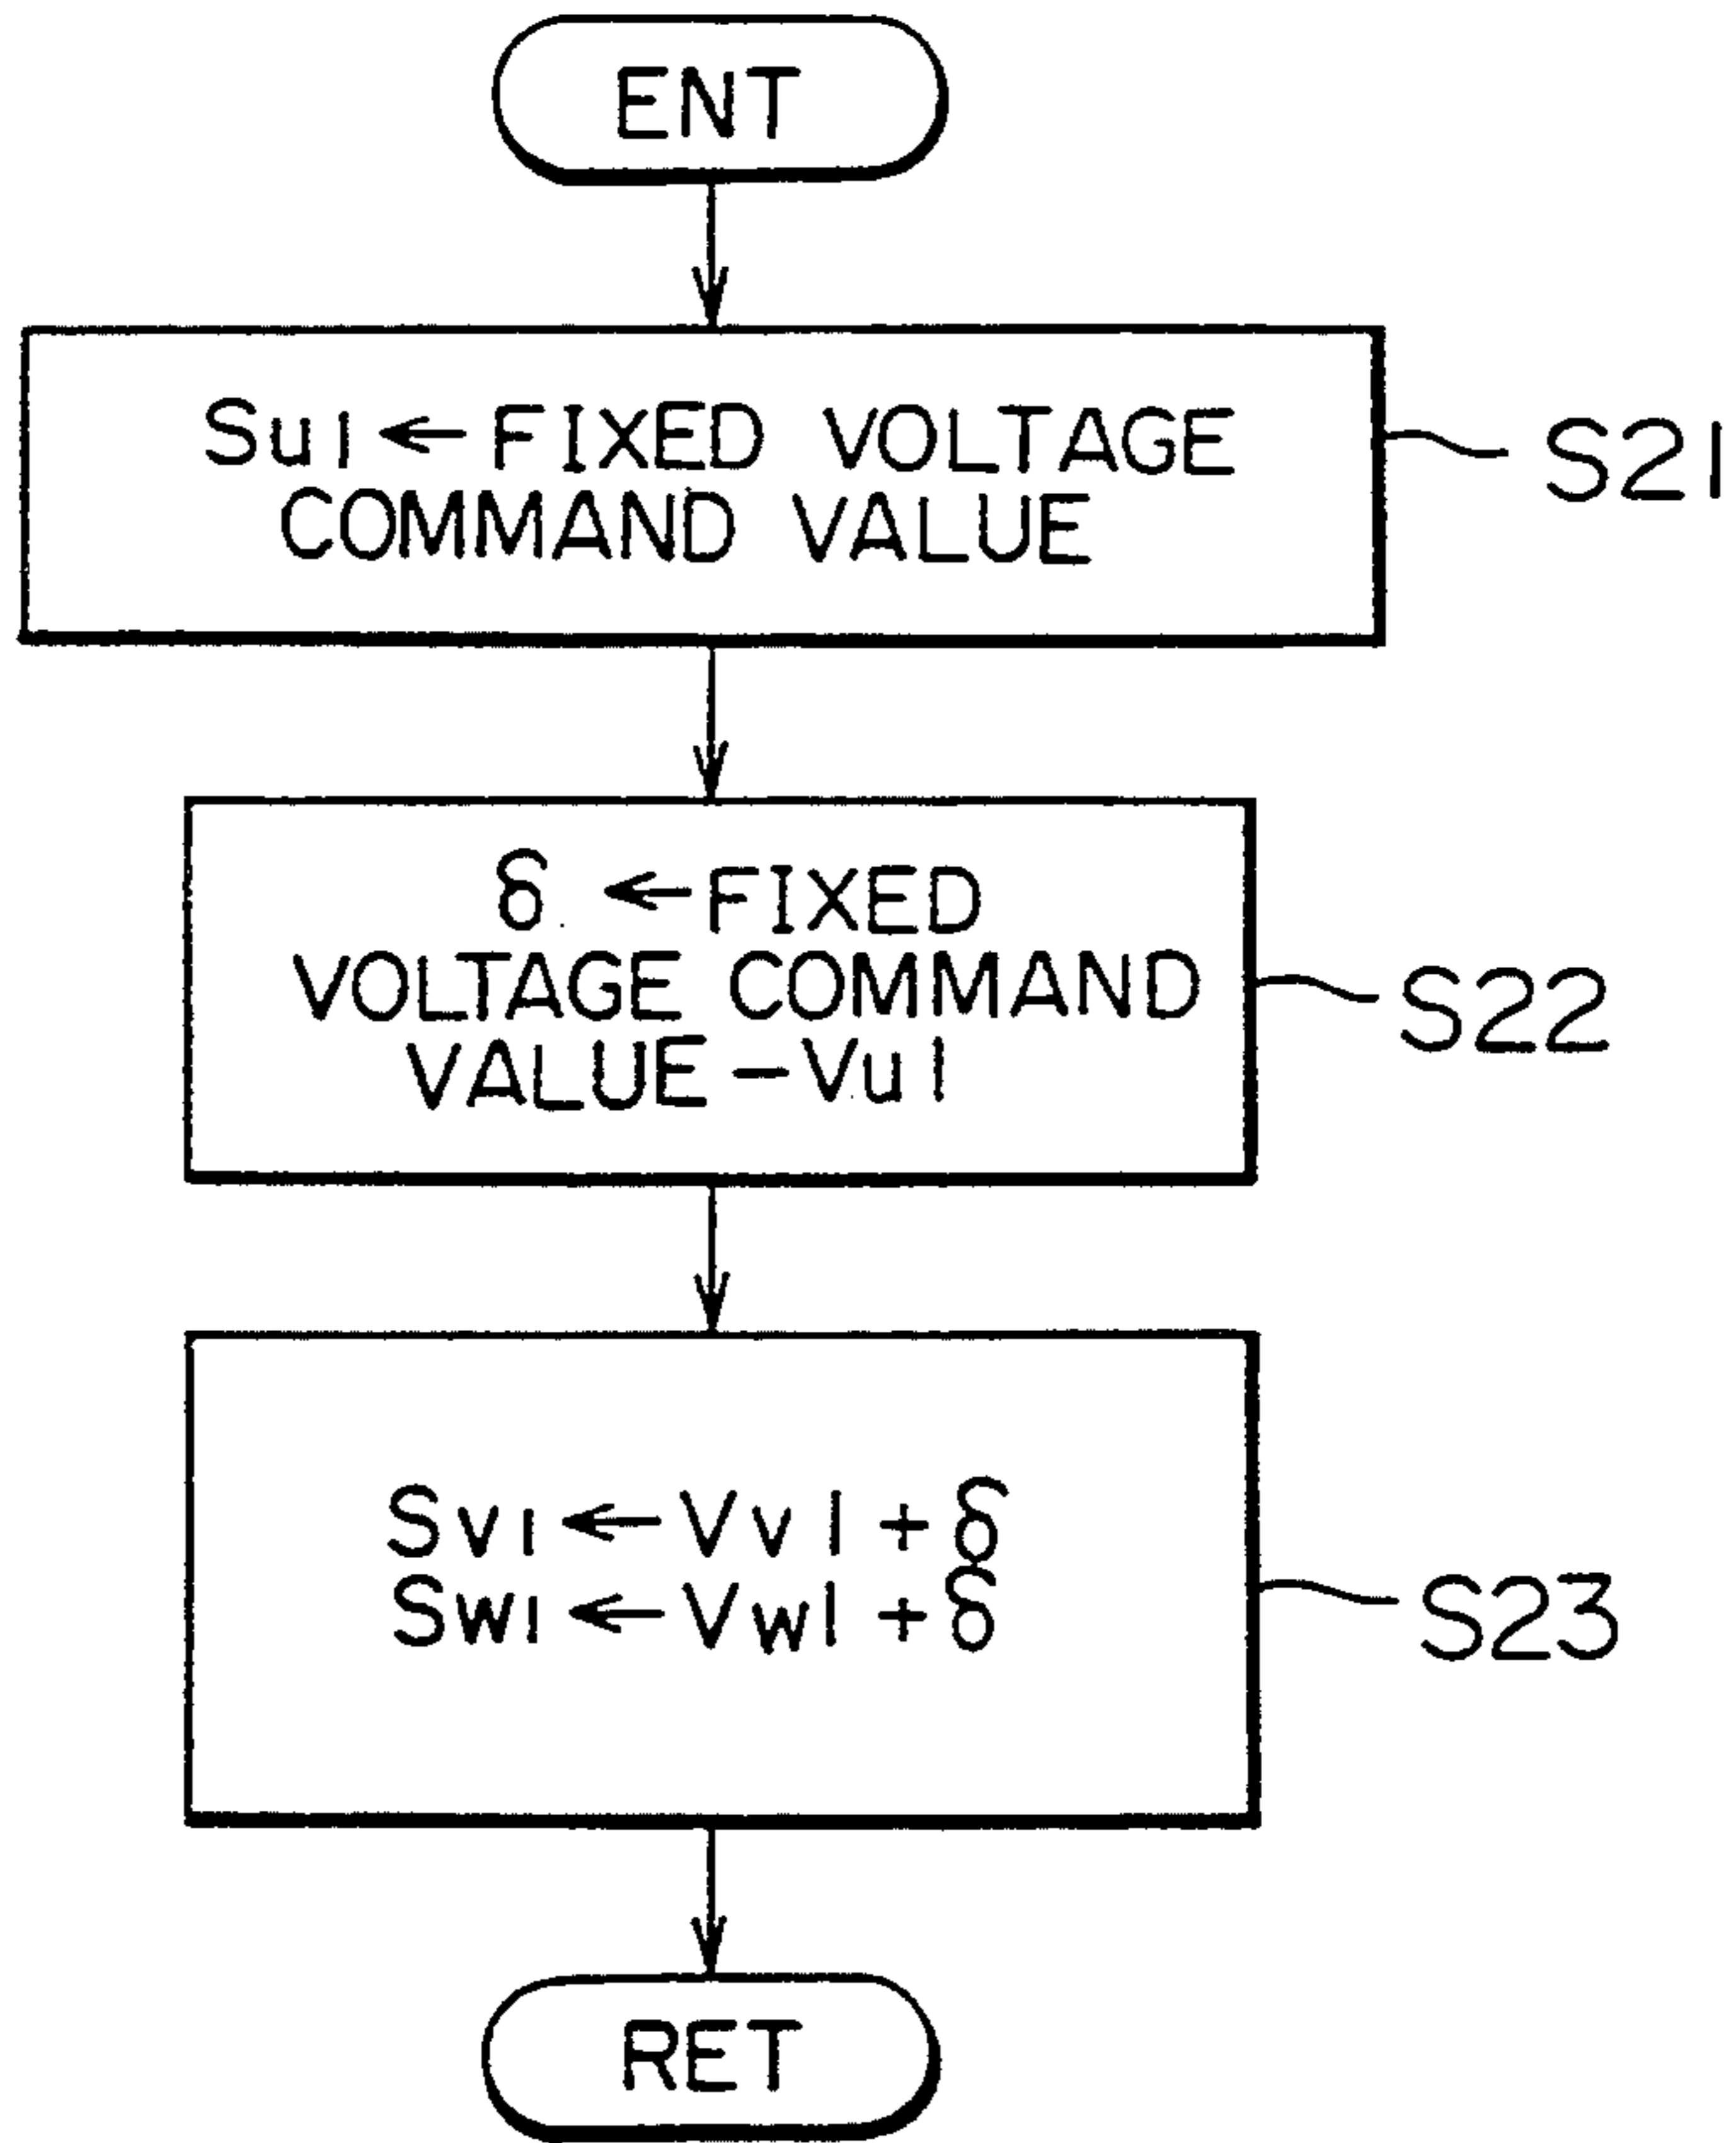 ENT
Su1←FIXED VOLTAGE
COMMAND VALUE
S21
δ ←FIXED
VOLTAGE COMMAND
VALUE-Vu1
S22
Sv1←Vv1+δ
Sw1←Vw1+δ
S23
RET